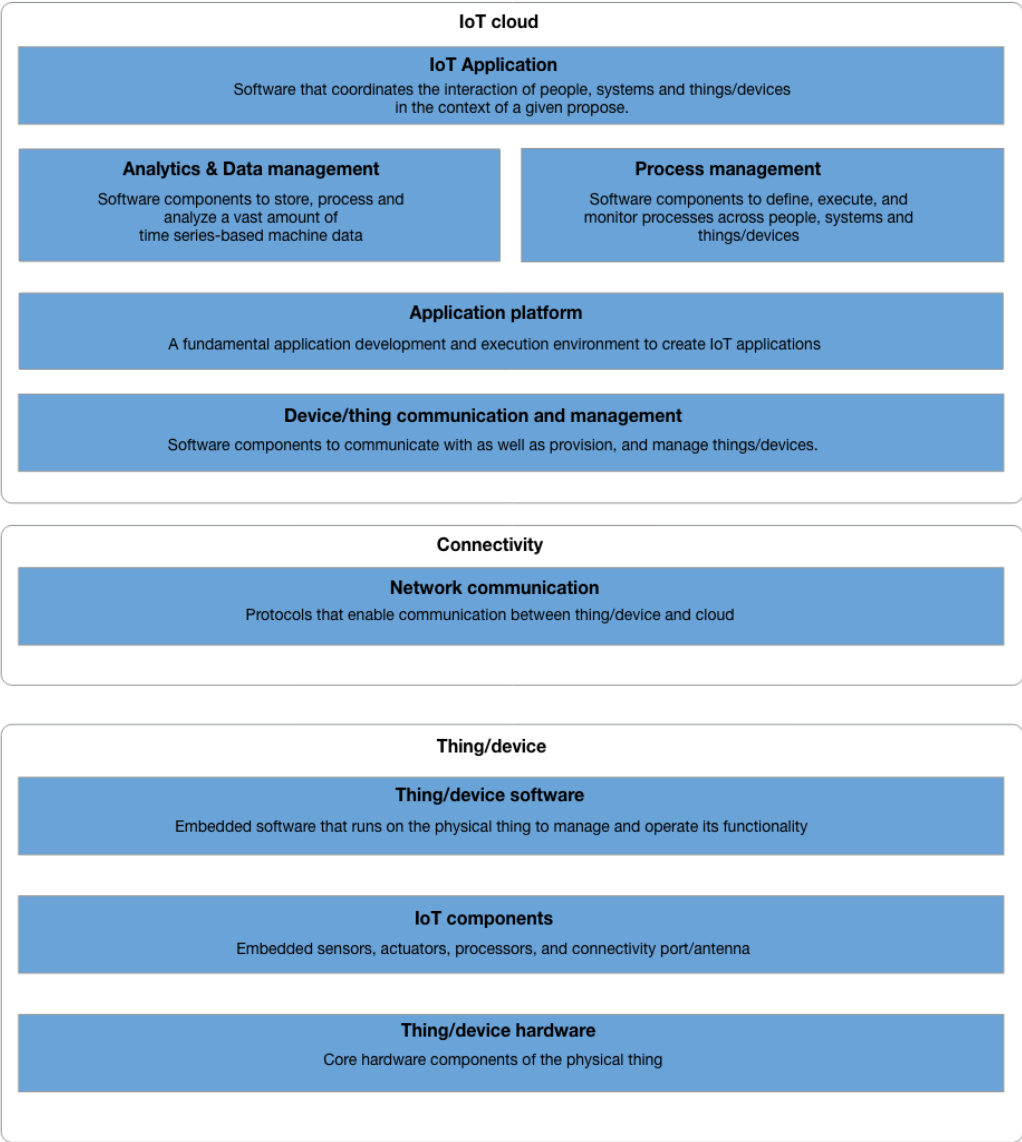 IoT cloud
IoT Application
Software that coordinates the interaction of people, systems and things/devices
in the context of a given propose.
Analytics & Data management
Software components to store, process and
analyze a vast amount of
time series-based machine data
Process management
Software components to define, execute, and
monitor processes across people, systems and
things/devices
Application platform
A fundamental application development and execution environment to create IoT applications
Device/thing communication and management
Software components to communicate with as well as provision, and manage things/devices.
Connectivity
Network communication
Protocols that enable communication between thing/device and cloud
Thing/device
Thing/device software
Embedded software that runs on the physical thing to manage and operate its functionality
IoT components
Embedded sensors, actuators, processors, and connectivity port/antenna
Thing/device hardware
Core hardware components of the physical thing